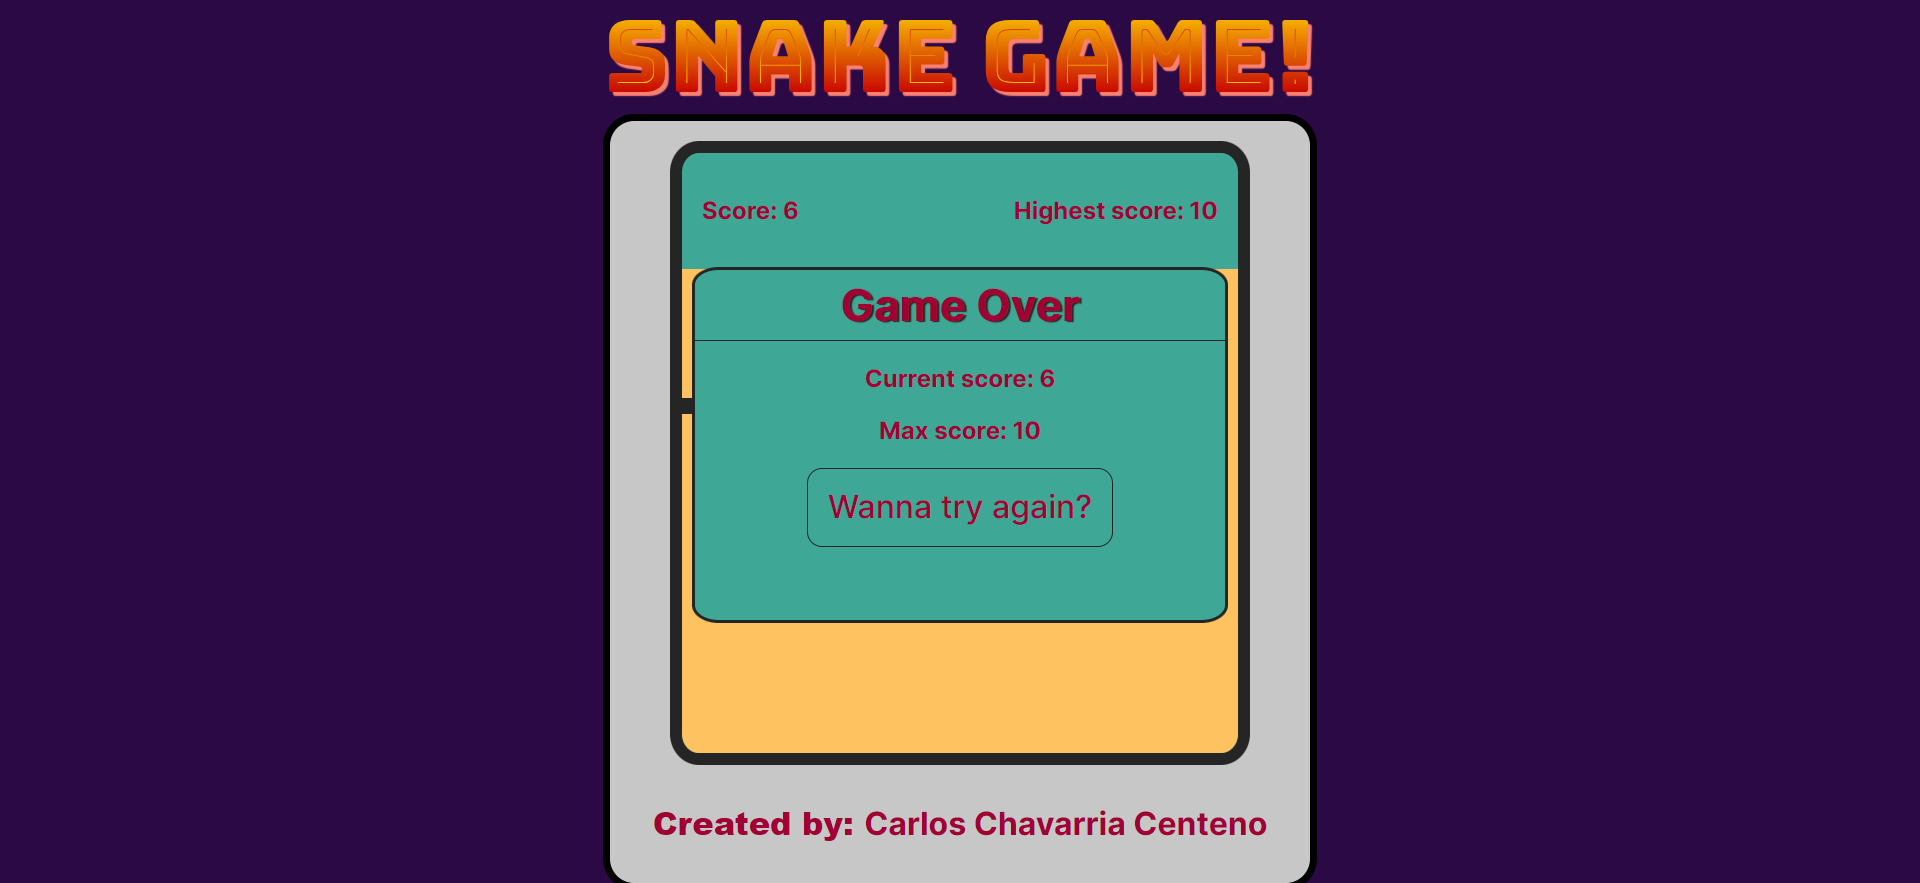 SNAKE GAME!
Score: 6 Highest score: 10
Game Over
Current score: 6
Max score: 10
Wanna try again?
Created by: Carlos Chavarria Centeno